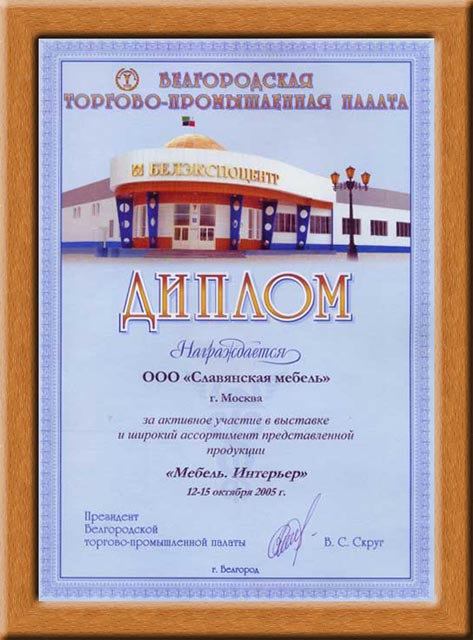 БЕЛГОРОДСКАЯ
ТОРГОВО-ПРОМЫШЛЕННАЯ ПАЛАТА
БЕЛЭКСПОЦЕНТР
ДИПЛОМ
Награждается
ООО «Славянская мебель»
г. Москва
за активное участие в выставке
и широкий ассортимент представленной
продукции
«Мебель. Интерьер»
12-15 октября 2005 г.
Президент
Белгородской
торгово-промышленной палаты
В. С. Скруг
г. Белгород